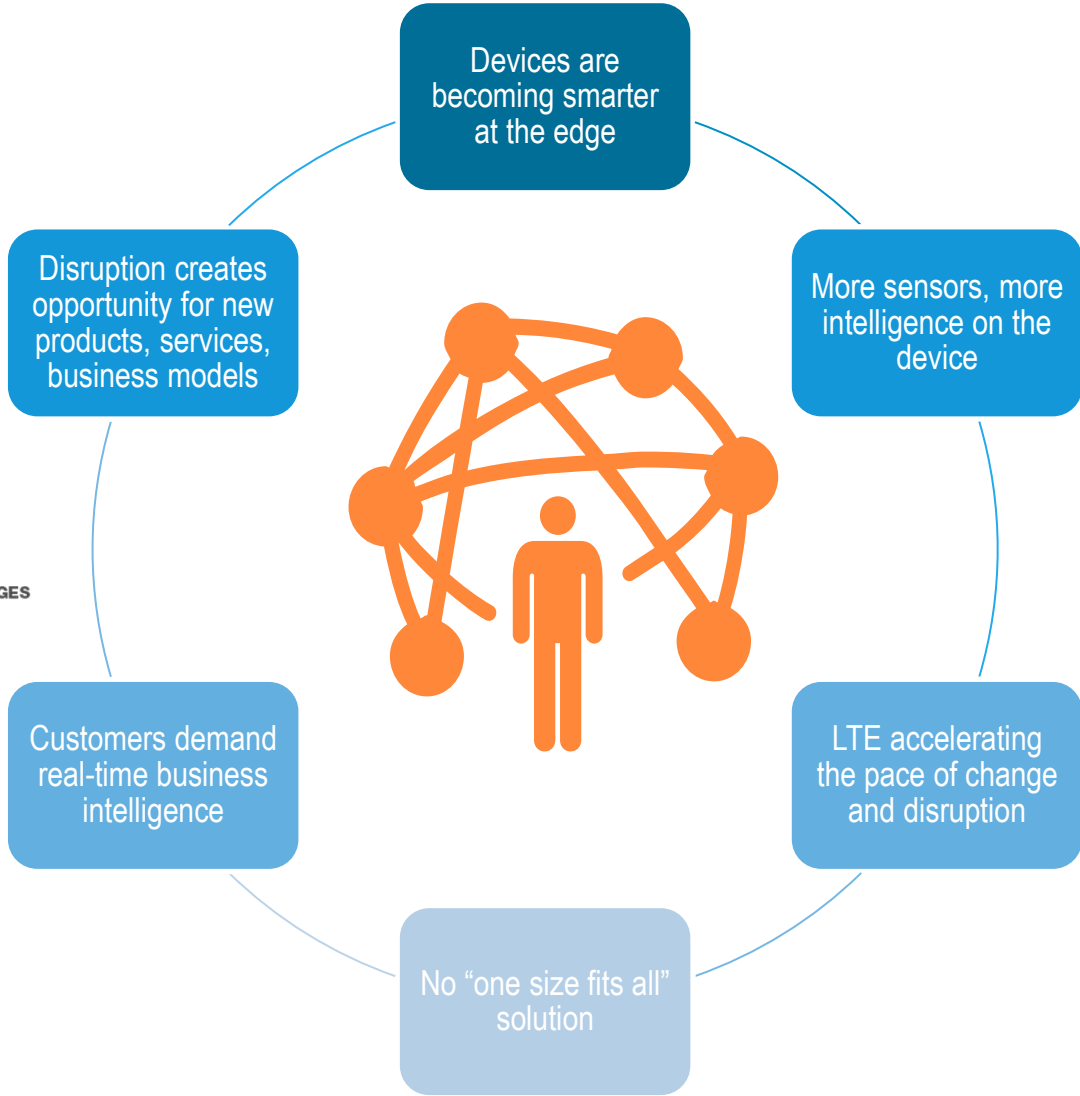 Devices are
becoming smarter
at the edge
Disruption creates
opportunity for new
products, services,
business models
More sensors, more
intelligence on the
device
GES
Customers demand
real-time business
intelligence
LTE accelerating
the pace of change
and disruption
No “one size fits all”
solution